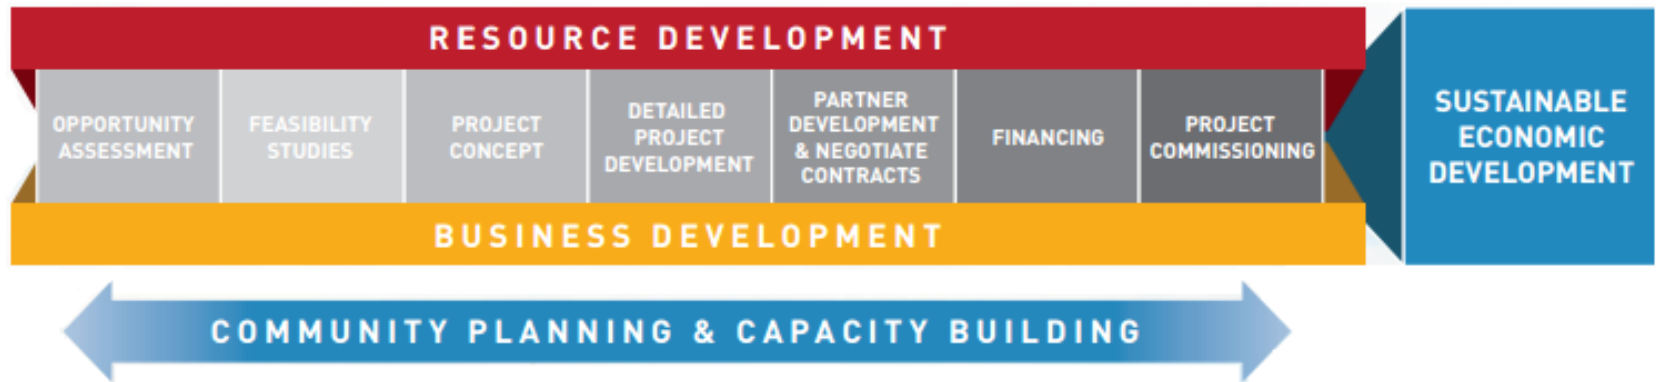 RESOURCE DEVELOPMENT
OPPORTUNITY
ASSESSMENT
FEASIBILITY
STUDIES
PROJECT
CONCEPT
DETAILED
PROJECT
DEVELOPMENT
PARTNER
DEVELOPMENT
& NEGOTIATE
CONTRACTS
FINANCING
PROJECT
COMMISSIONING
SUSTAINABLE
ECONOMIC
DEVELOPMENT
BUSINESS DEVELOPMENT
COMMUNITY PLANNING & CAPACITY BUILDING